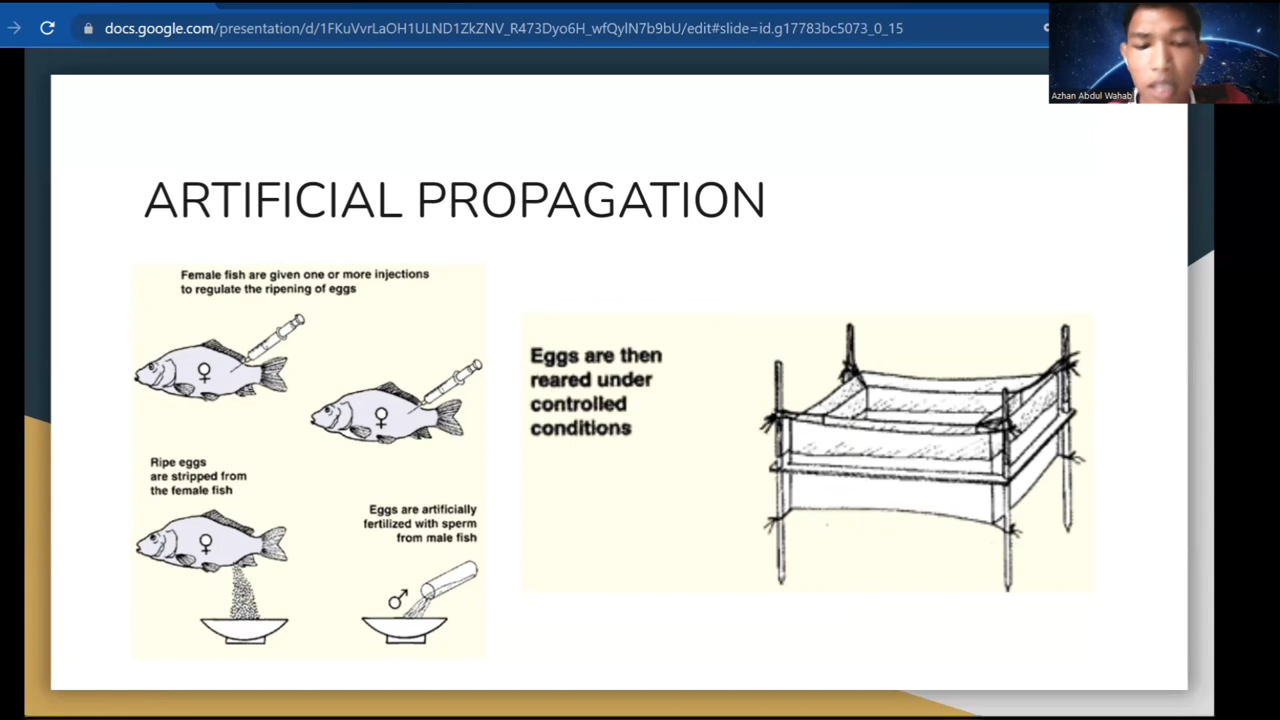 docs.google.com/presentation/d/1FKuVvrLaOH1ULND1ZkZNV_R473Dyo6H_wfQylN7b9bU/edit#slide=id.g17783bc5073_0_15
Azhan Abdul Wahab
ARTIFICIAL PROPAGATION
Female fish are given one or more injections
to regulate the ripening of eggs
Ripe eggs
are stripped from
the female fish
Eggs are artificially
fertilized with sperm
from male fish
Eggs are then
reared under
controlled
conditions